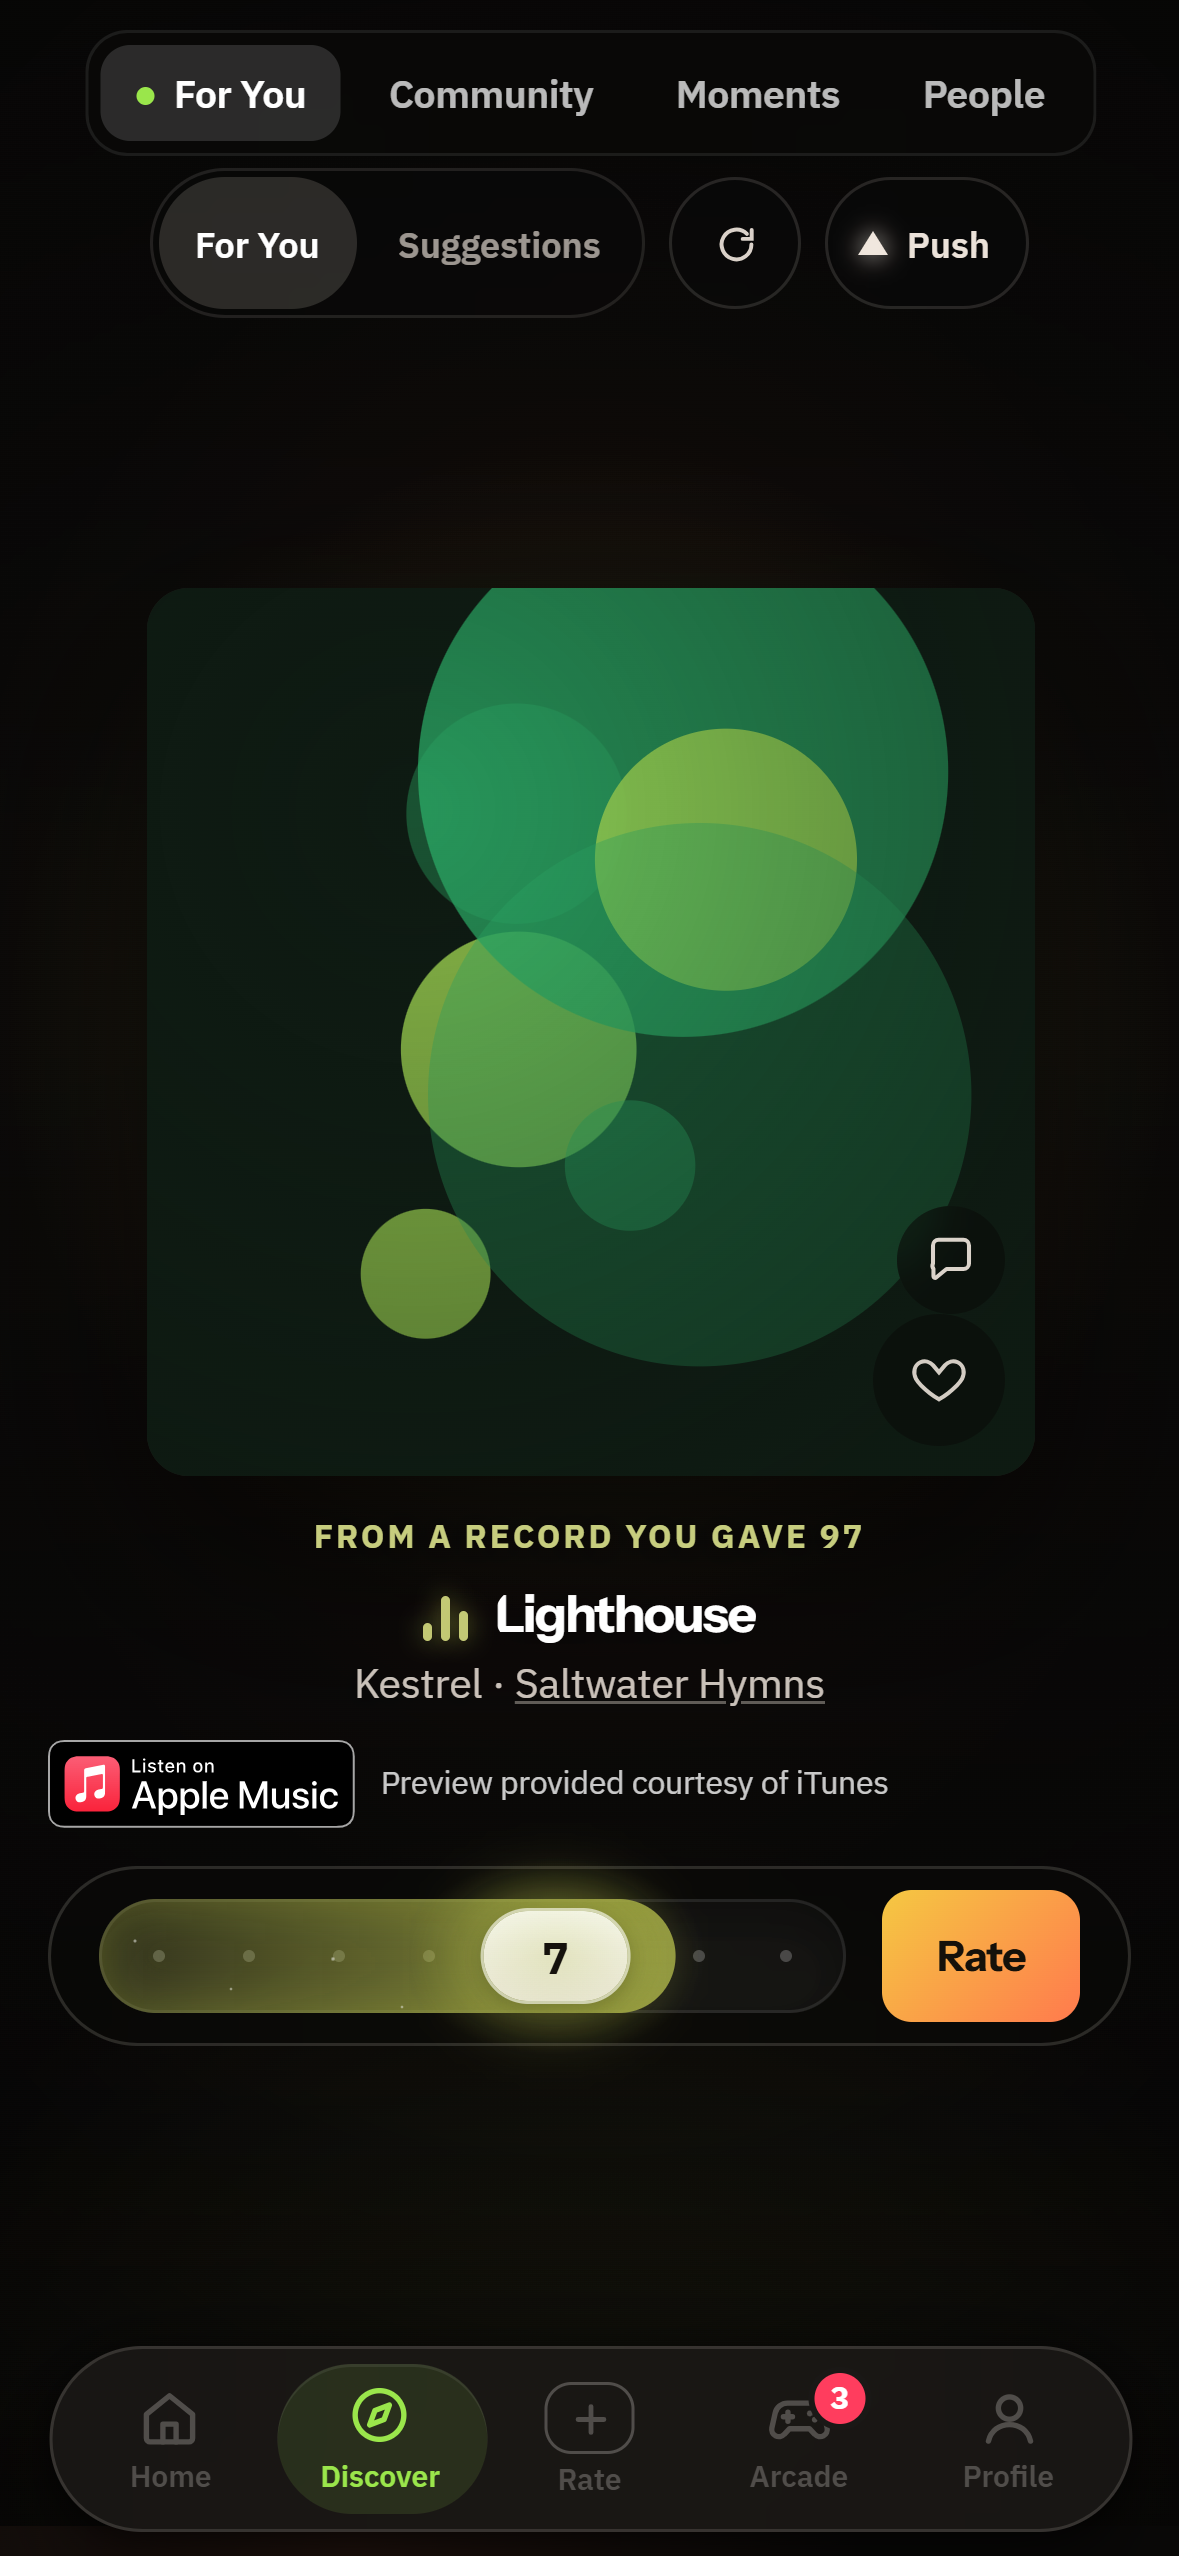 For You Community Moments People
For You Suggestions Push
FROM A RECORD YOU GAVE 97
Lighthouse
Kestrel · Saltwater Hymns
Listen on
Apple Music
Preview provided courtesy of iTunes
7 Rate
3
Home Discover Rate Arcade Profile